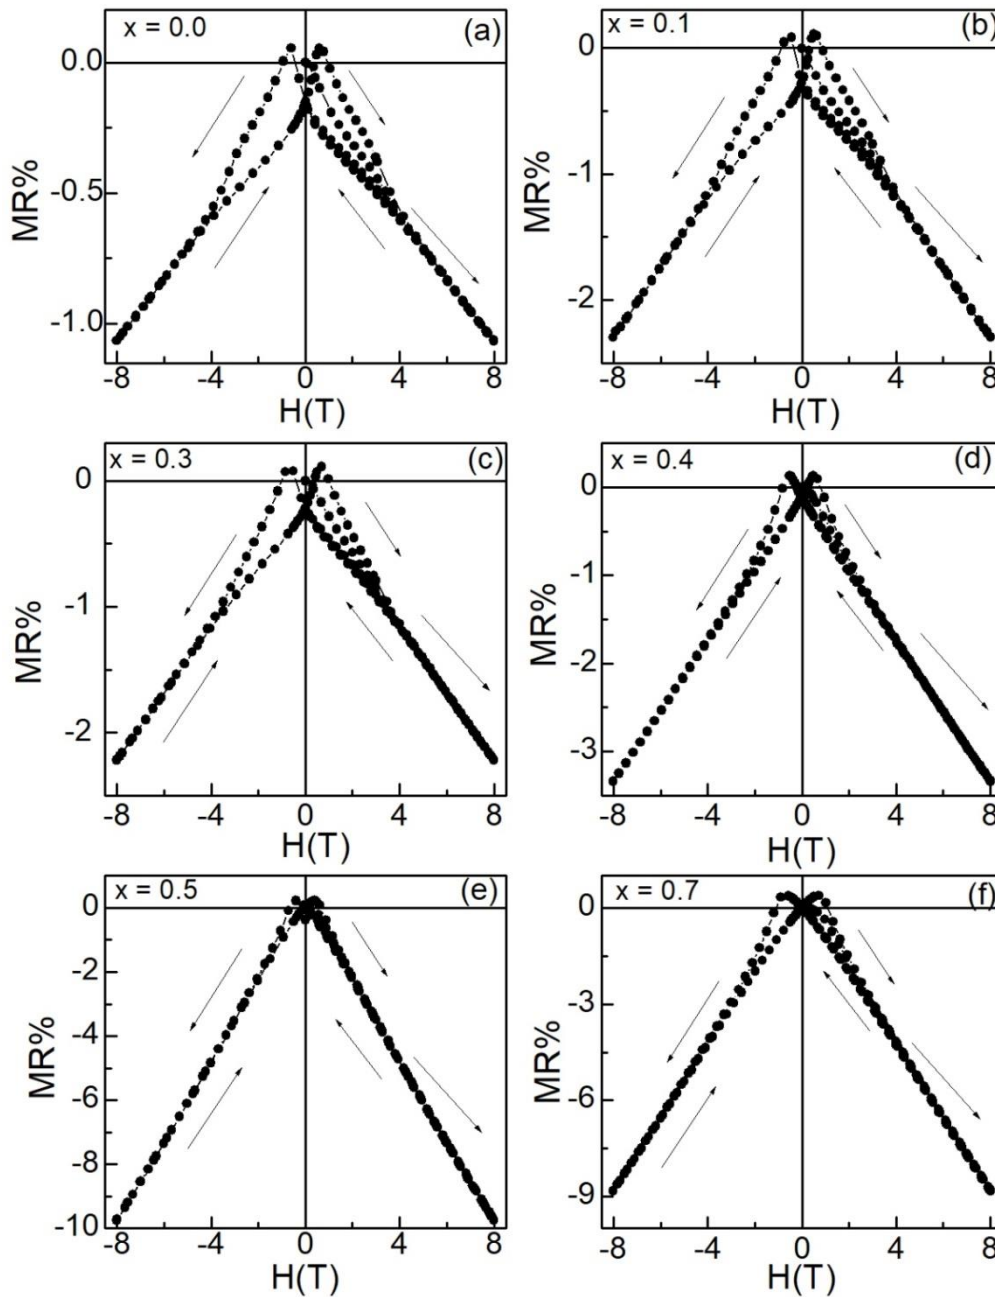 x = 0.0 (a)
0.0
-0.5
-1.0
MR%
-8 -4 0 4 8
H(T)
x = 0.1 (b)
0
-1
-2
MR%
-8 -4 0 4 8
H(T)
x = 0.3 (c)
0
-1
-2
MR%
-8 -4 0 4 8
H(T)
x = 0.4 (d)
0
-1
-2
-3
MR%
-8 -4 0 4 8
H(T)
x = 0.5 (e)
0
-2
-4
-6
-8
-10
MR%
-8 -4 0 4 8
H(T)
x = 0.7 (f)
0
-3
-6
-9
MR%
-8 -4 0 4 8
H(T)